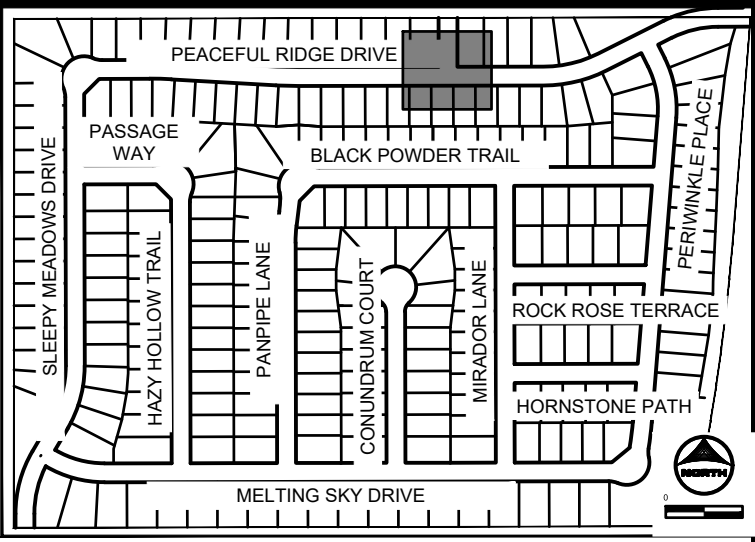 PEACEFUL RIDGE DRIVE
PASSAGE
WAY
BLACK POWDER TRAIL
SLEEPY MEADOWS DRIVE
HAZY HOLLOW TRAIL
PANPIPE LANE
CONUNDRUM COURT
MIRADOR LANE
PERIWINKLE PLACE
ROCK ROSE TERRACE
HORNSTONE PATH
MELTING SKY DRIVE
NORTH
0